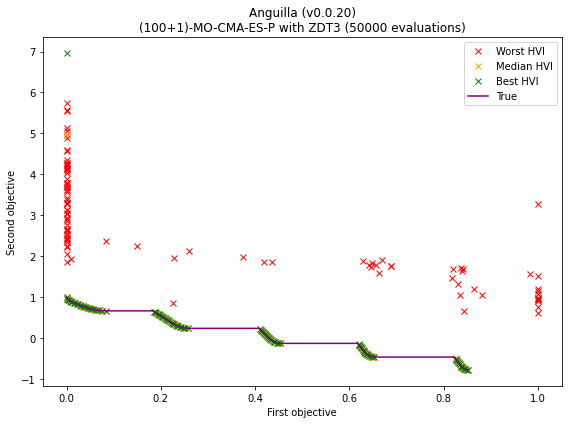 Anguilla (v0.0.20)
(100+1)-MO-CMA-ES-P with ZDT3 (50000 evaluations)
Worst HVI
Median HVI
Best HVI
True
Second objective
7
6
5
4
3
2
1
0
−1
0.0 0.2 0.4 0.6 0.8 1.0
First objective